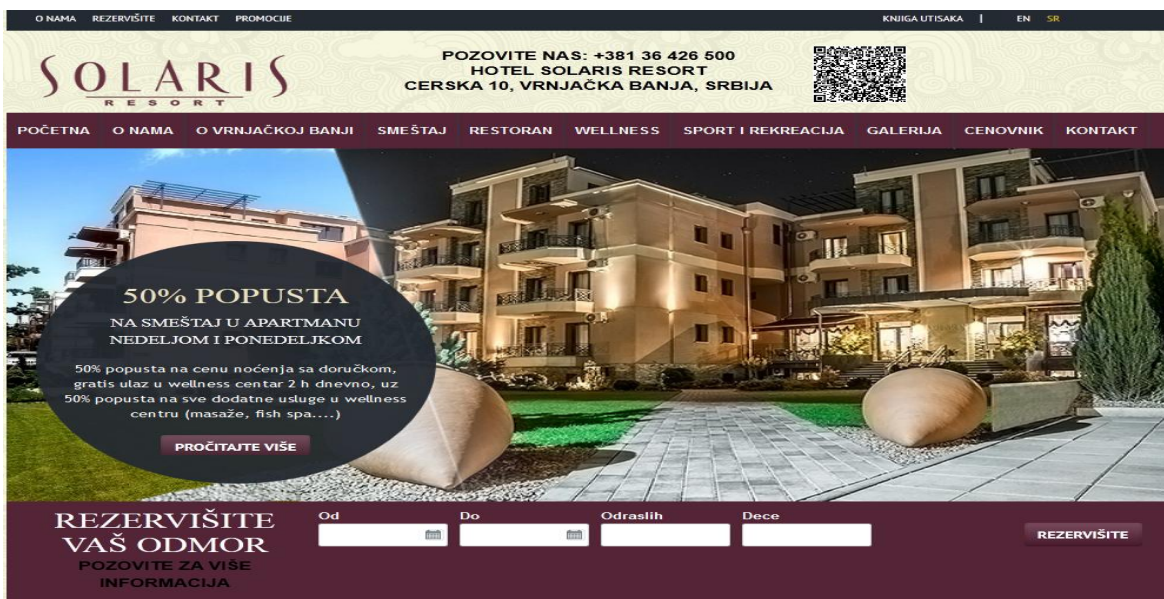 O NAMA REZERVIŠITE KONTAKT PROMOCIJE KNJIGA UTISAKA | EN SR
SOLARIS
RESORT
POZOVITE NAS: +381 36 426 500
HOTEL SOLARIS RESORT
CERSKA 10, VRNJAČKA BANJA, SRBIJA
POČETNA O NAMA O VRNJAČKOJ BANJI SMEŠTAJ RESTORAN WELLNESS SPORT I REKREACIJA GALERIJA CENOVNIK KONTAKT
50% POPUSTA
NA SMEŠTAJ U APARTMANU
NEDELJOM I PONEDELJKOM
50% popusta na cenu noćenja sa doručkom,
gratis ulaz u wellness centar 2 h dnevno, uz
50% popusta na sve dodatne usluge u wellness
centru (masaže, fish spa....)
PROČITAJTE VIŠE
REZERVIŠITE
VAŠ ODMOR
POZOVITE ZA VIŠE
INFORMACIJA
Od Do Odraslih Dece
REZERVIŠITE